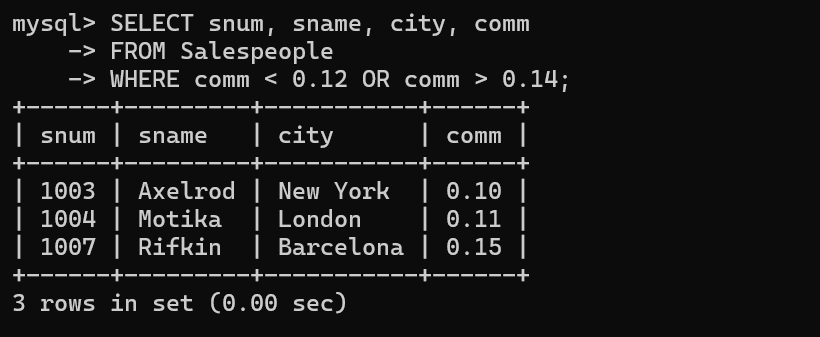 mysql> SELECT snum, sname, city, comm
    -> FROM Salespeople
    -> WHERE comm < 0.12 OR comm > 0.14;
+------+---------+-----------+------+
| snum | sname   | city      | comm |
+------+---------+-----------+------+
| 1003 | Axelrod | New York  | 0.10 |
| 1004 | Motika  | London    | 0.11 |
| 1007 | Rifkin  | Barcelona | 0.15 |
+------+---------+-----------+------+
3 rows in set (0.00 sec)